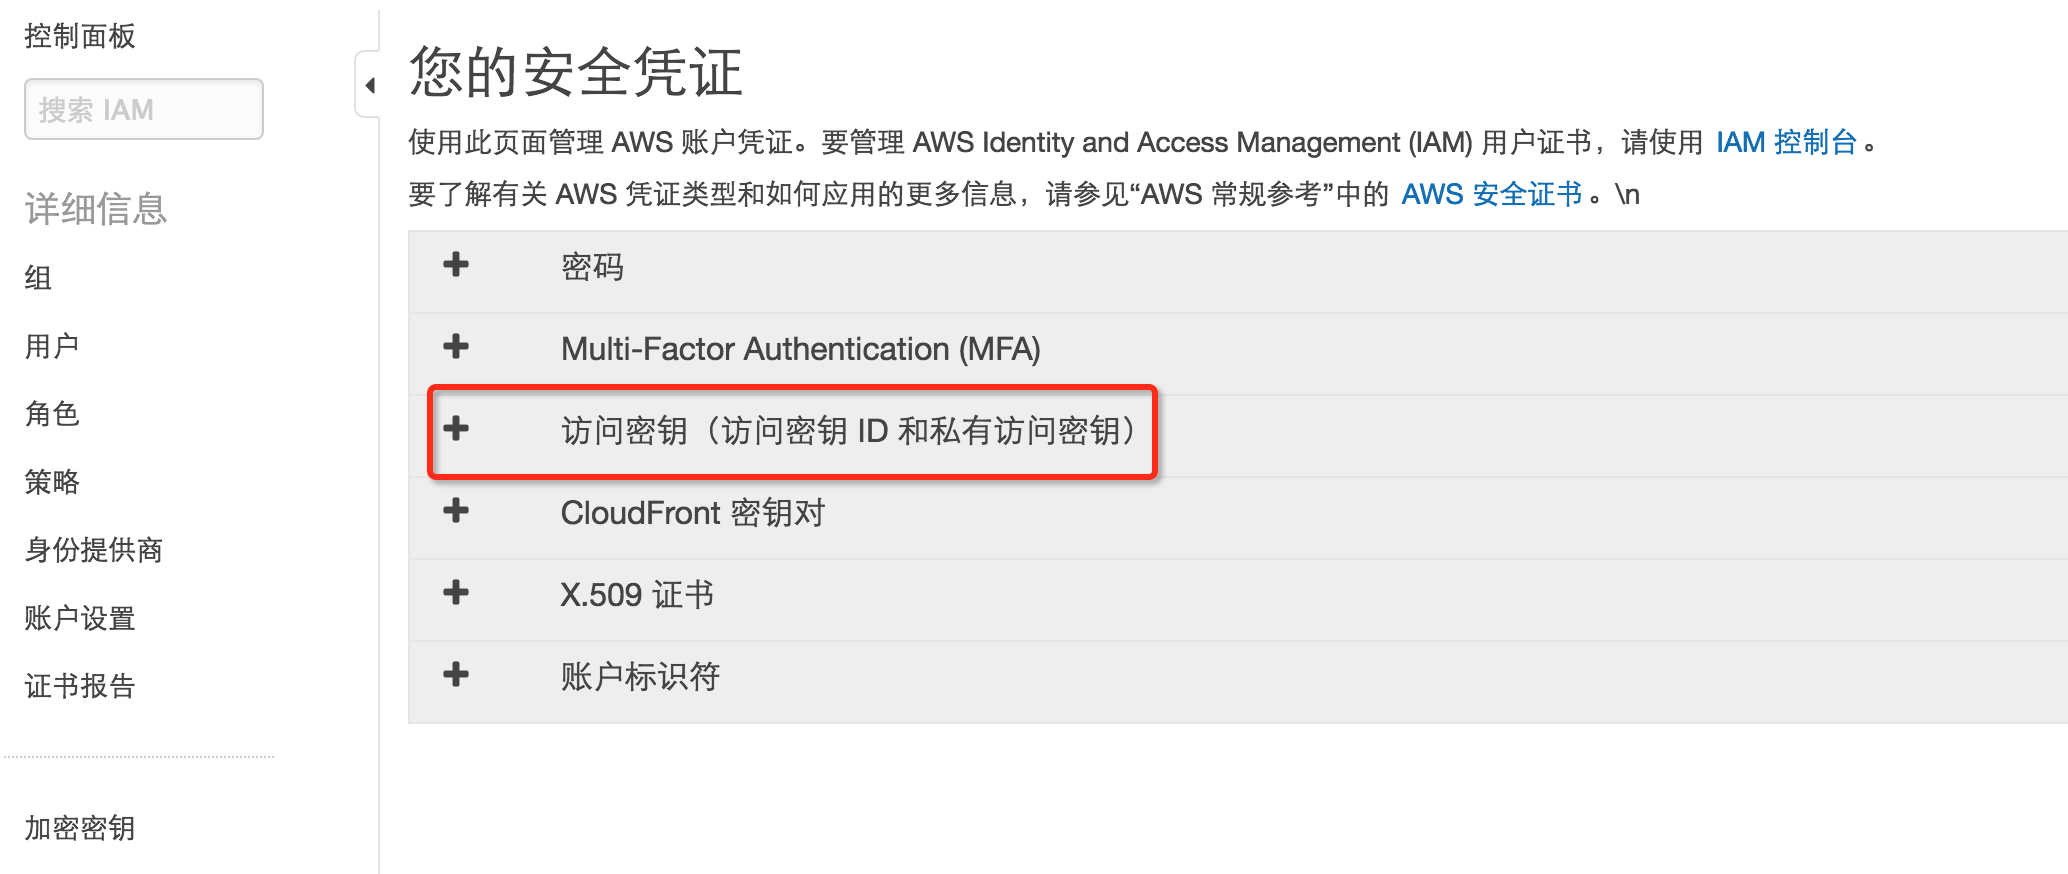 控制面板
搜索 IAM
详细信息
组
用户
角色
策略
身份提供商
账户设置
证书报告
加密密钥
您的安全凭证
使用此页面管理 AWS 账户凭证。要管理 AWS Identity and Access Management (IAM) 用户证书，请使用 IAM 控制台。
要了解有关 AWS 凭证类型和如何应用的更多信息，请参见“AWS 常规参考”中的 AWS 安全证书。\n
密码
Multi-Factor Authentication (MFA)
访问密钥（访问密钥 ID 和私有访问密钥）
CloudFront 密钥对
X.509 证书
账户标识符